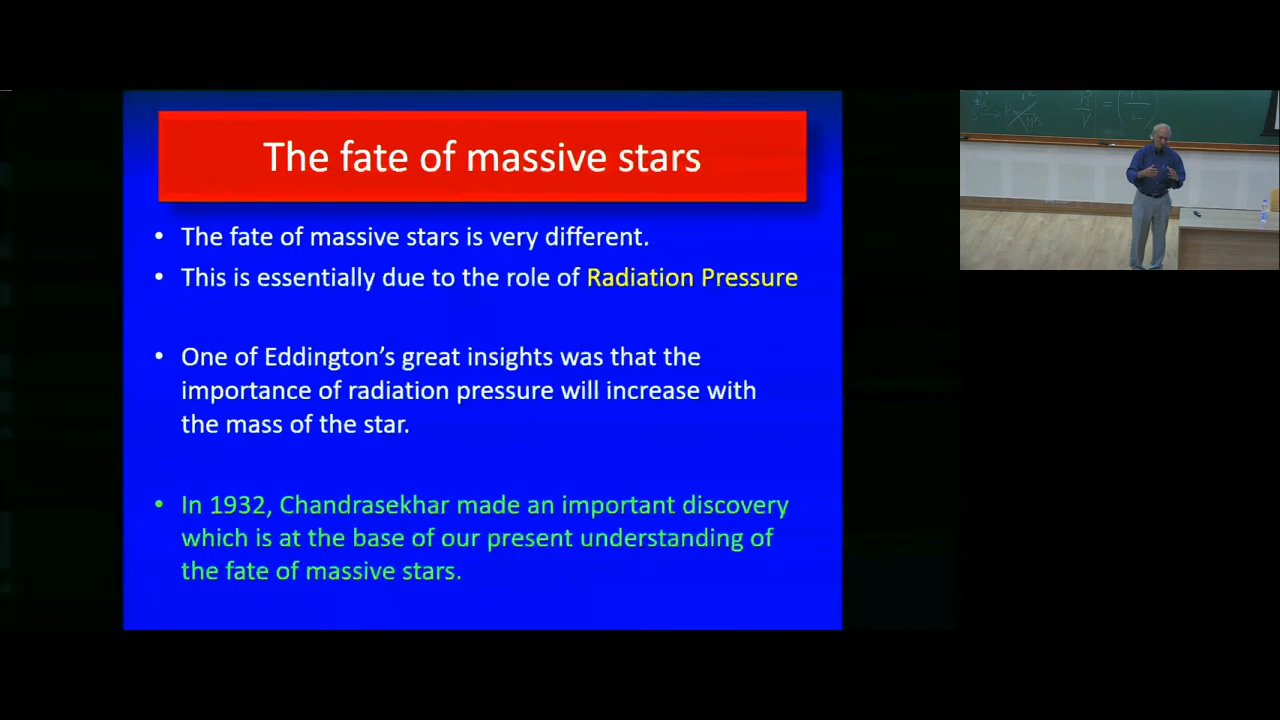 The fate of massive stars
• The fate of massive stars is very different.
• This is essentially due to the role of Radiation Pressure
• One of Eddington’s great insights was that the
importance of radiation pressure will increase with
the mass of the star.
• In 1932, Chandrasekhar made an important discovery
which is at the base of our present understanding of
the fate of massive stars.